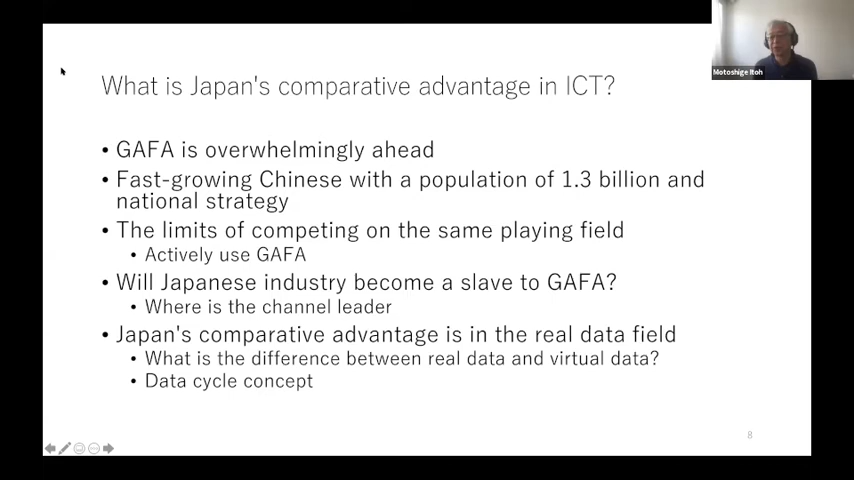 Motoshige Itoh
What is Japan's comparative advantage in ICT?
• GAFA is overwhelmingly ahead
• Fast-growing Chinese with a population of 1.3 billion and
national strategy
• The limits of competing on the same playing field
• Actively use GAFA
• Will Japanese industry become a slave to GAFA?
• Where is the channel leader
• Japan's comparative advantage is in the real data field
• What is the difference between real data and virtual data?
• Data cycle concept
8